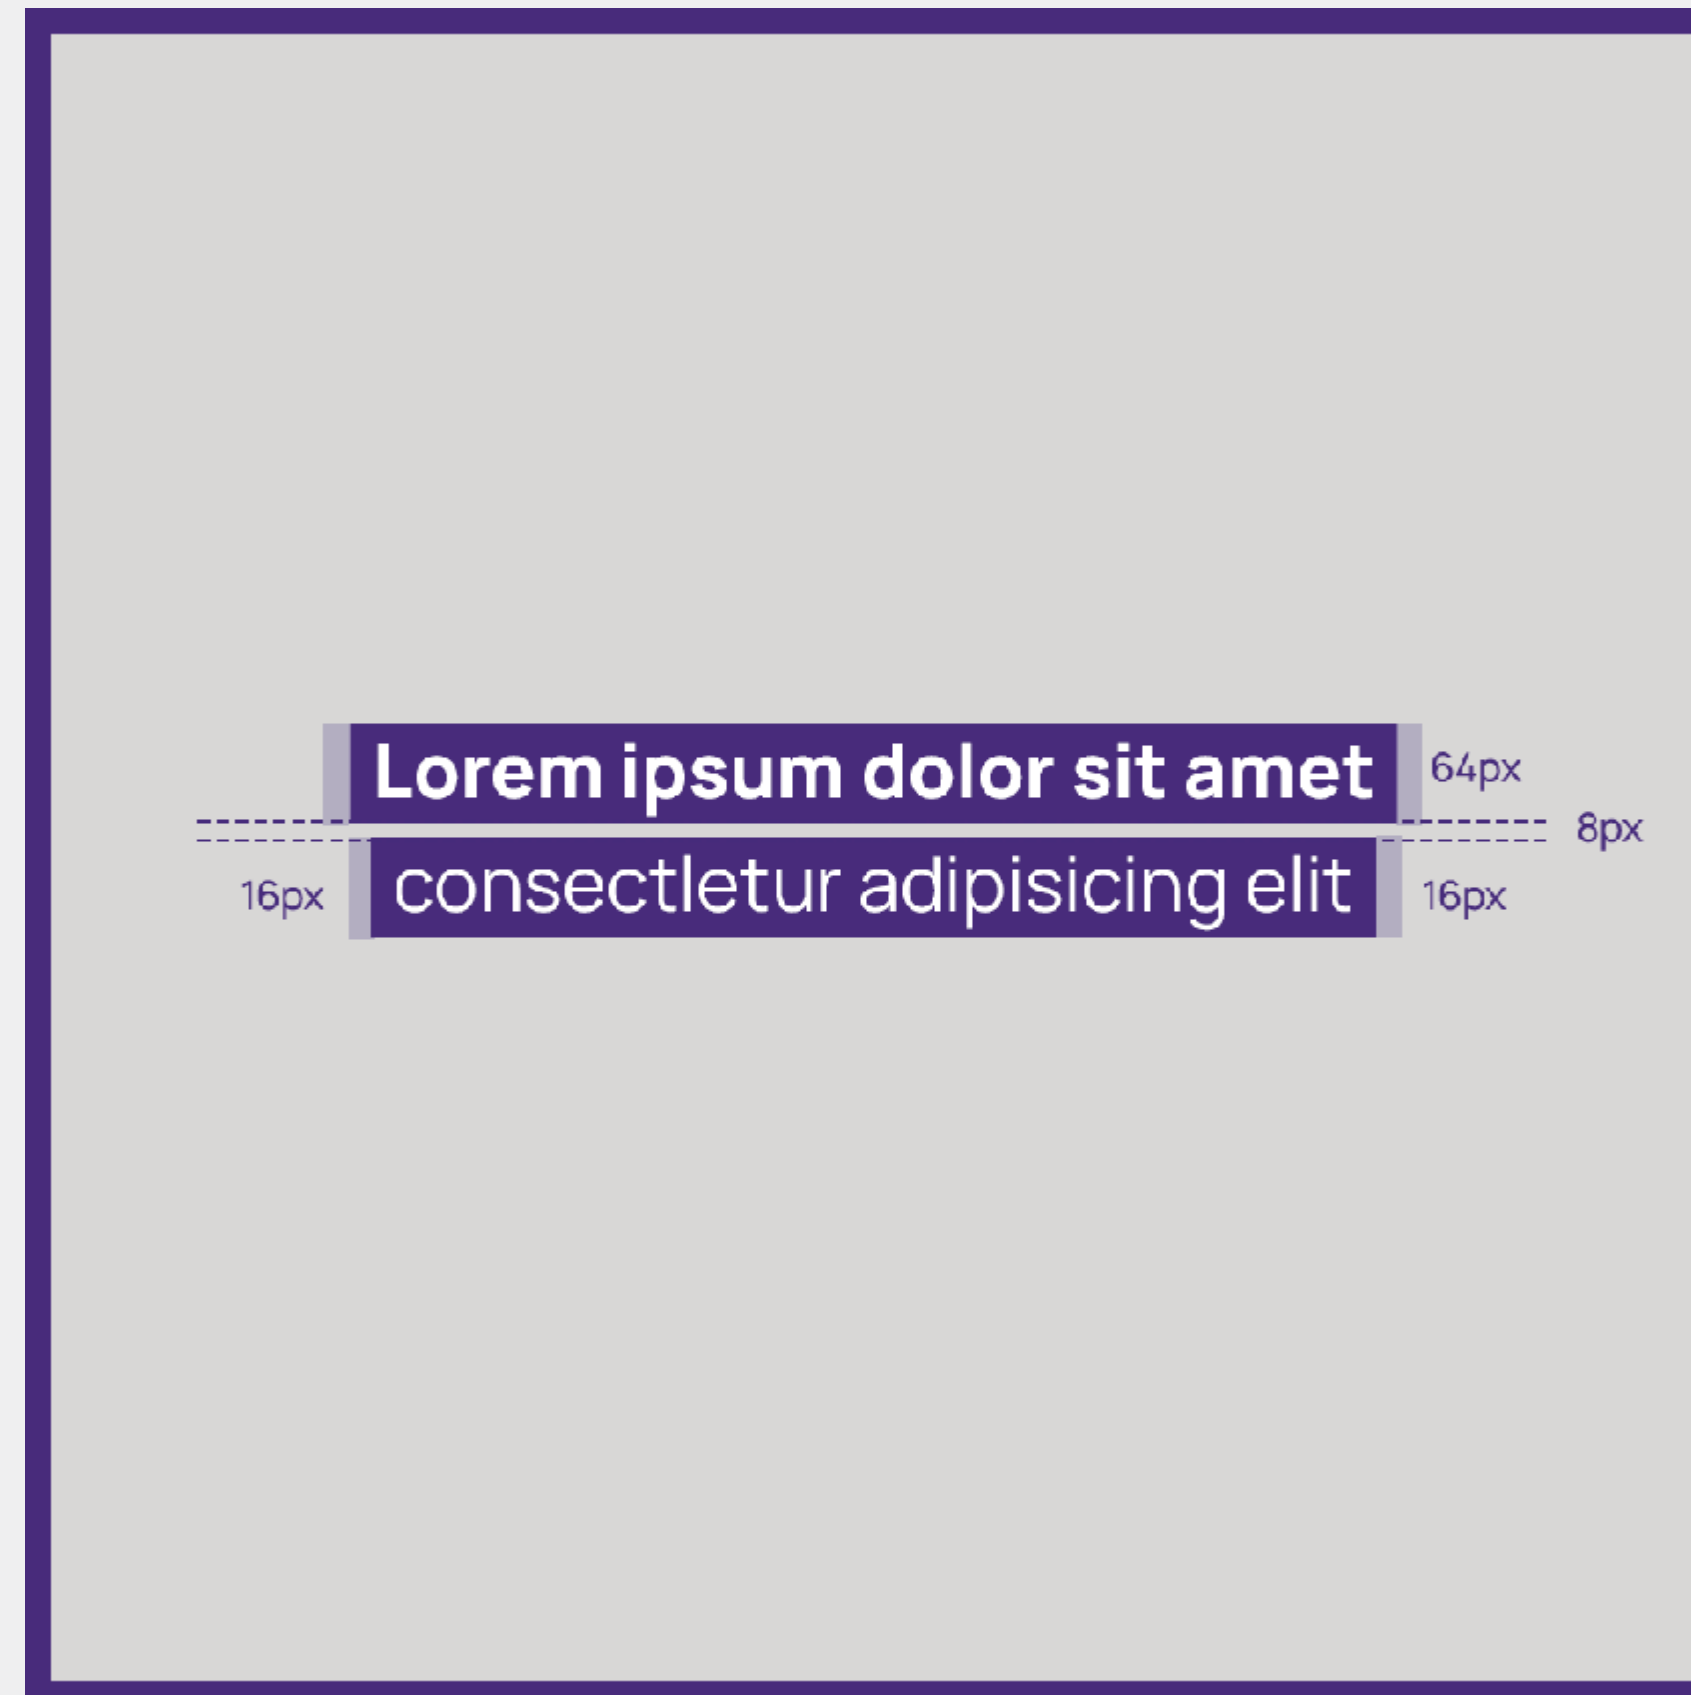 Lorem ipsum dolor sit amet
64px
8px
consectletur adipisicing elit
16px
16px